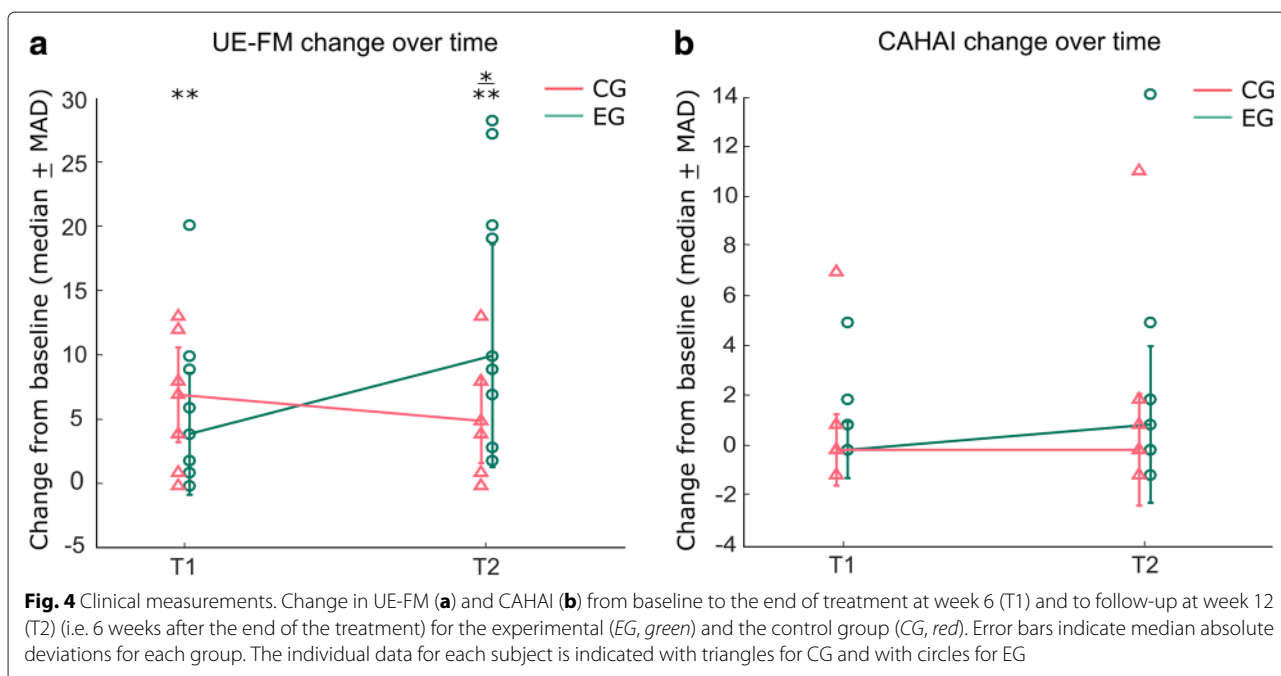 a
UE-FM change over time
CG
EG
** 
*
**
Change from baseline (median ± MAD)
30
25
20
15
10
5
0
-5
T1
T2
b
CAHAI change over time
CG
EG
Change from baseline (median ± MAD)
14
12
10
8
6
4
2
0
-2
-4
T1
T2
Fig. 4 Clinical measurements. Change in UE-FM (a) and CAHAI (b) from baseline to the end of treatment at week 6 (T1) and to follow-up at week 12
(T2) (i.e. 6 weeks after the end of the treatment) for the experimental (EG, green) and the control group (CG, red). Error bars indicate median absolute
deviations for each group. The individual data for each subject is indicated with triangles for CG and with circles for EG